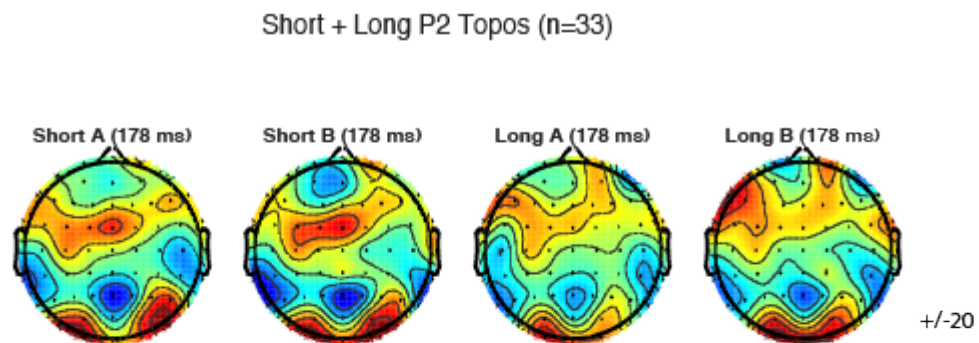 Short + Long P2 Topos (n=33)
Short A (178 ms)
Short B (178 ms)
Long A (178 ms)
Long B (178 ms)
+/-20